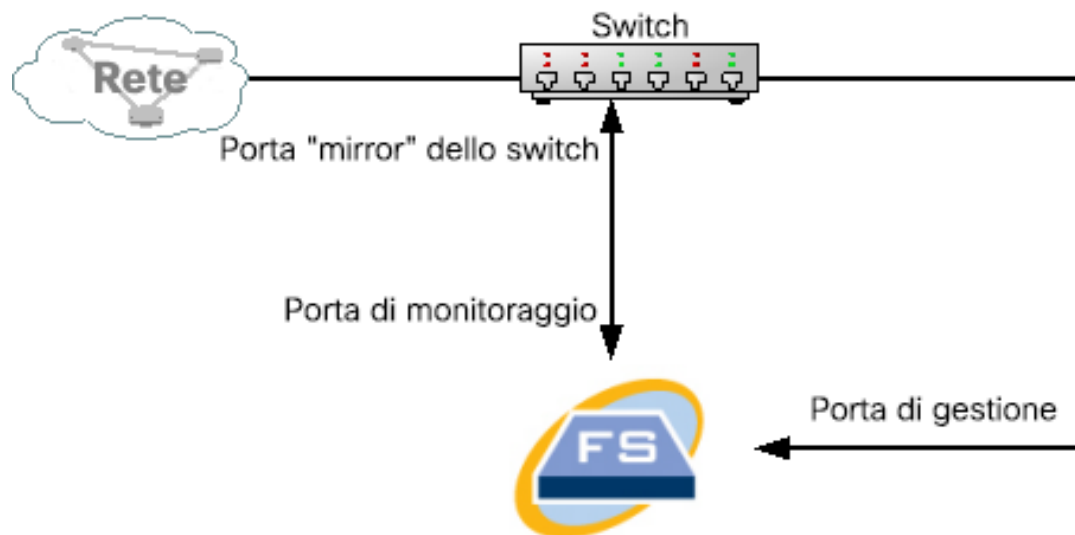 Switch
Rete
Porta "mirror" dello switch
Porta di monitoraggio
Porta di gestione
FS